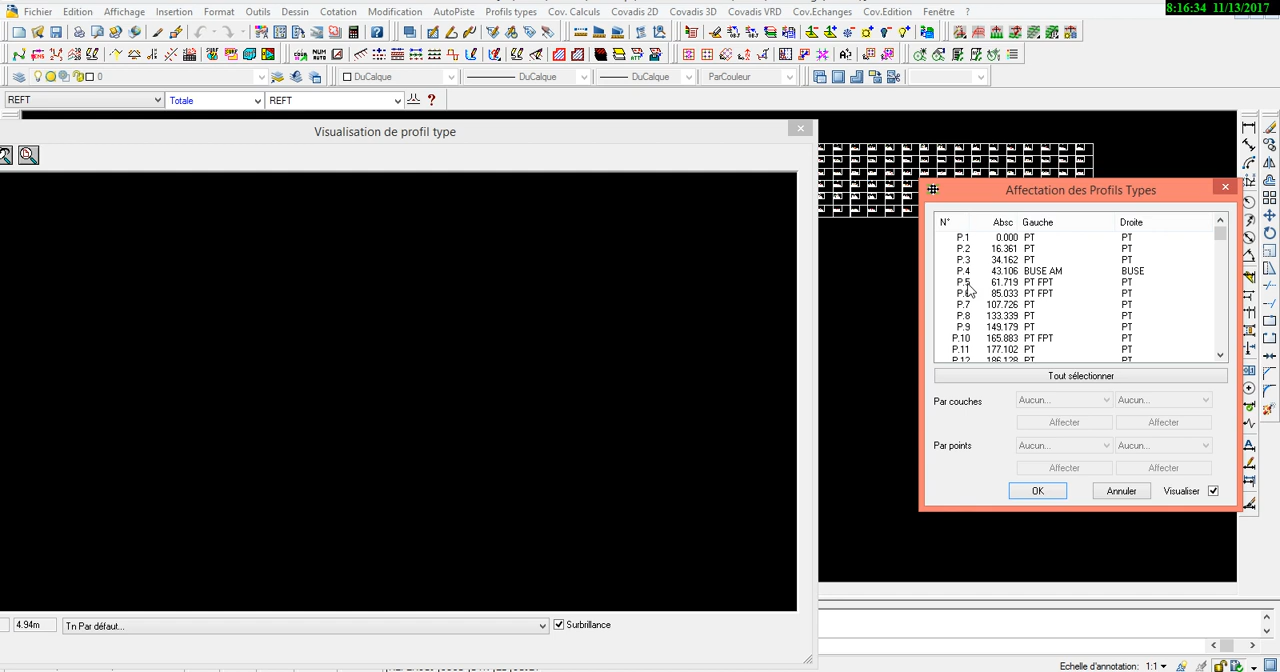 8:16:34 11/13/2017
Fichier Edition Affichage Insertion Format Outils Dessin Cotation Modification AutoPiste Profils types Cov. Calculs Covadis 2D Covadis 3D Covadis VRD Cov.Echanges Cov.Edition Fenêtre ?
DuCalque DuCalque DuCalque ParCouleur
REFT Totale REFT ?
Visualisation de profil type
Affectation des Profils Types
N° Absc Gauche Droite
P.1 0.000 PT PT
P.2 16.361 PT PT
P.3 34.162 PT PT
P.4 43.106 BUSE AM BUSE
P.5 61.719 PT FPT PT
P.6 85.033 PT FPT PT
P.7 107.726 PT PT
P.8 133.339 PT PT
P.9 149.179 PT PT
P.10 165.883 PT FPT PT
P.11 177.102 PT PT
P.12 186.128 PT PT
Tout sélectionner
Par couches Aucun... Aucun...
Affecter Affecter
Par points Aucun... Aucun...
Affecter Affecter
OK Annuler Visualiser
4.94m Tn Par défaut... Surbrillance
Echelle d'annotation: 1:1